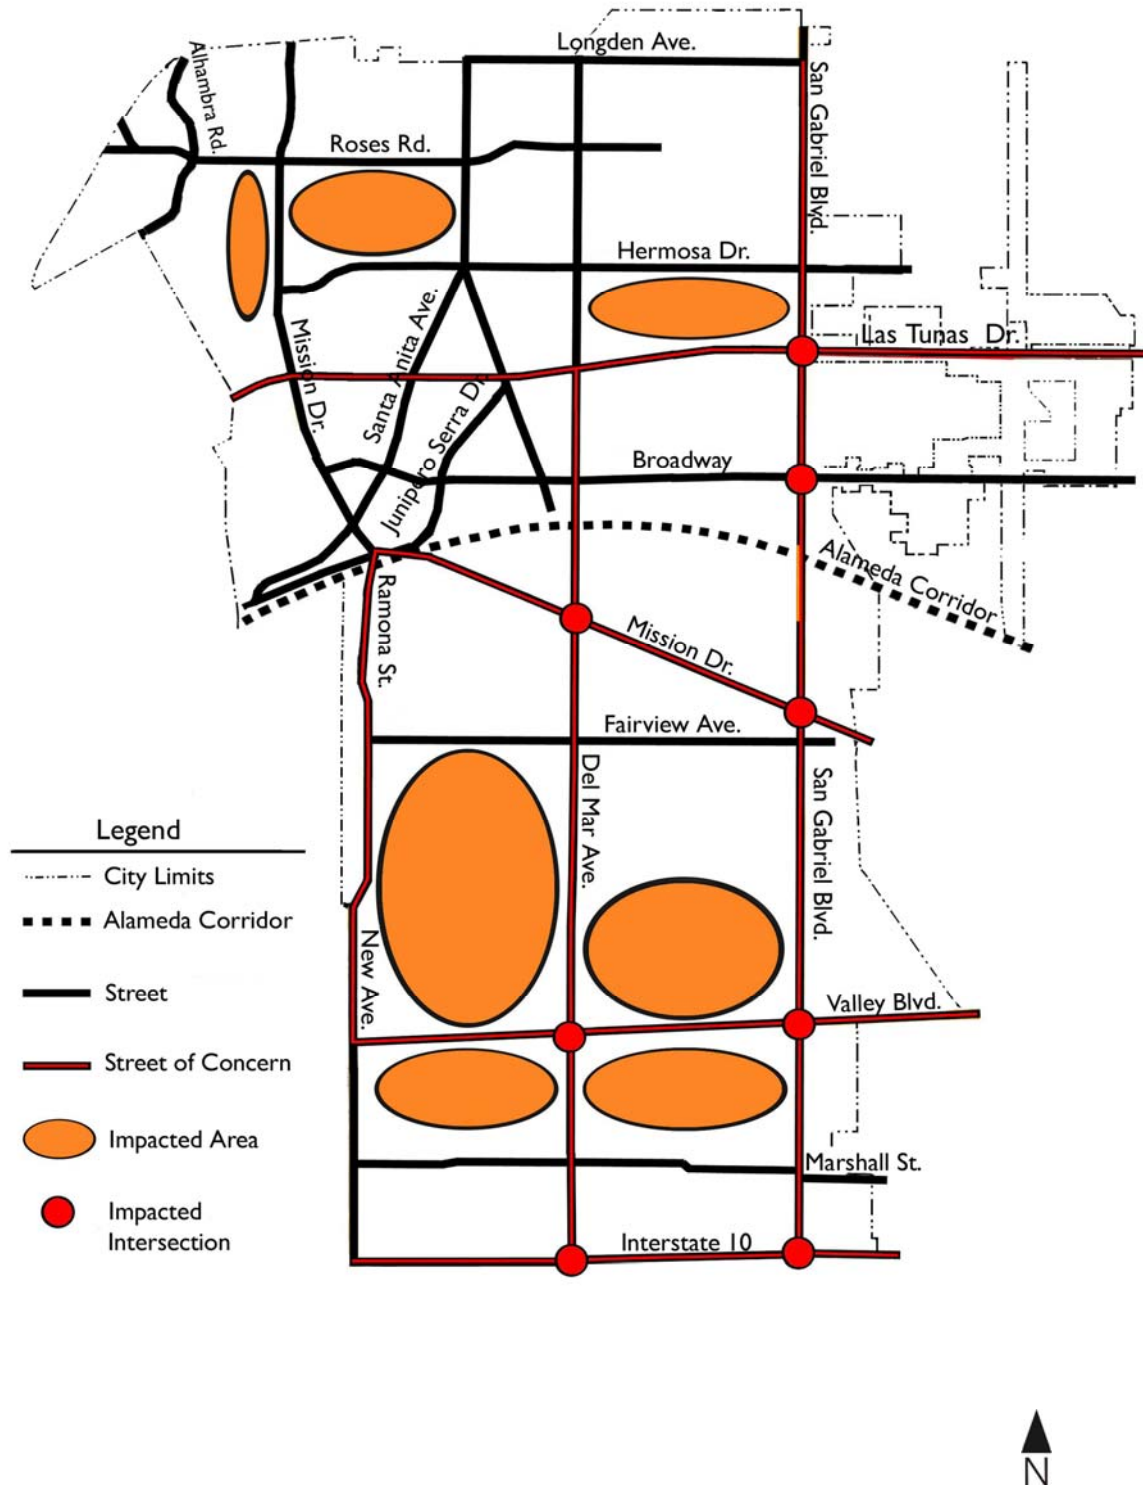 Longden Ave.
Alhambra Rd.
San Gabriel Blvd.
Roses Rd.
Hermosa Dr.
Las Tunas Dr.
Mission Dr.
Santa Anita Ave.
Junipero Serra Dr.
Broadway
Alameda Corridor
Ramona St.
Mission Dr.
Fairview Ave.
Del Mar Ave.
San Gabriel Blvd.
Legend
City Limits
Alameda Corridor
Street
Street of Concern
Impacted Area
Impacted
Intersection
New Ave.
Valley Blvd.
Marshall St.
Interstate 10
N